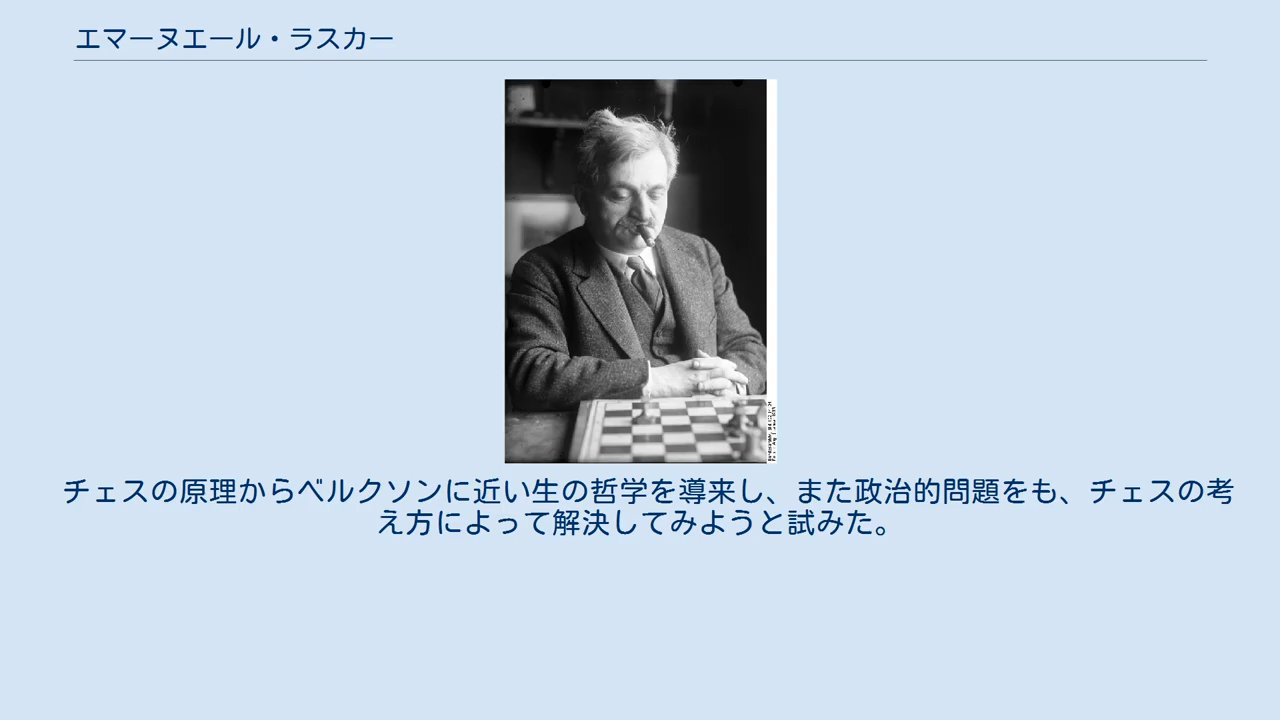 エマーヌエール・ラスカー
チェスの原理からベルクソンに近い生の哲学を導来し、また政治的問題をも、チェスの考
え方によって解決してみようと試みた。